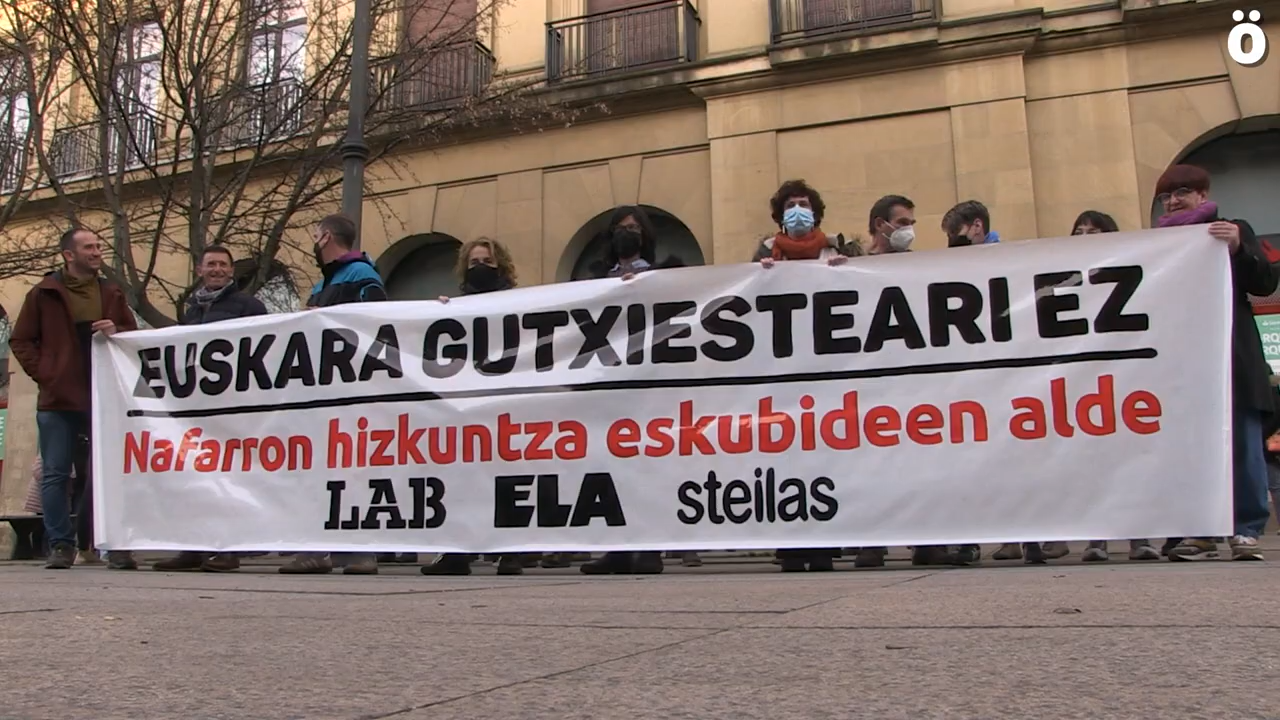 ö
EUSKARA GUTXIESTEARI EZ
Nafarron hizkuntza eskubideen alde
LAB ELA steilas